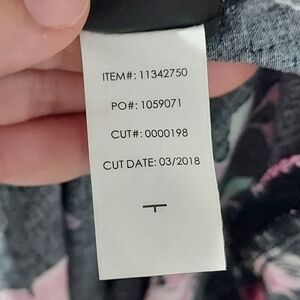 ITEM#: 11342750
PO#: 1059071
CUT#: 0000198
CUT DATE: 03/2018